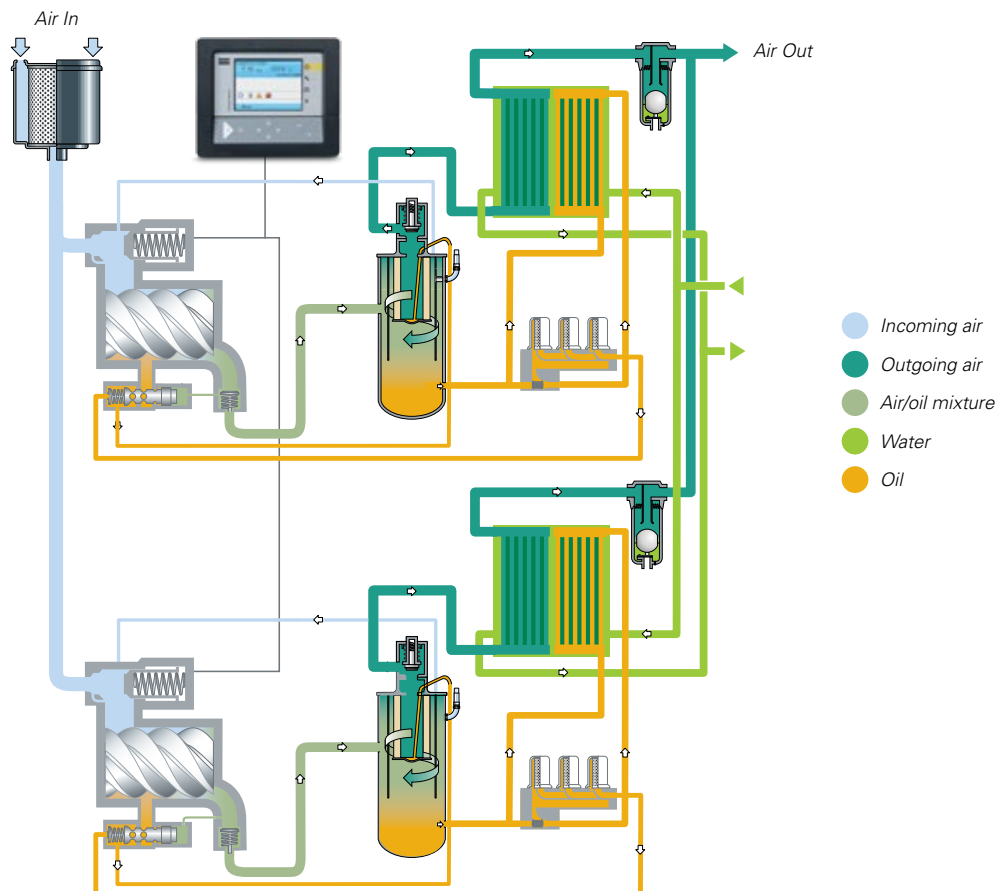 Air In
Air Out
Incoming air
Outgoing air
Air/oil mixture
Water
Oil